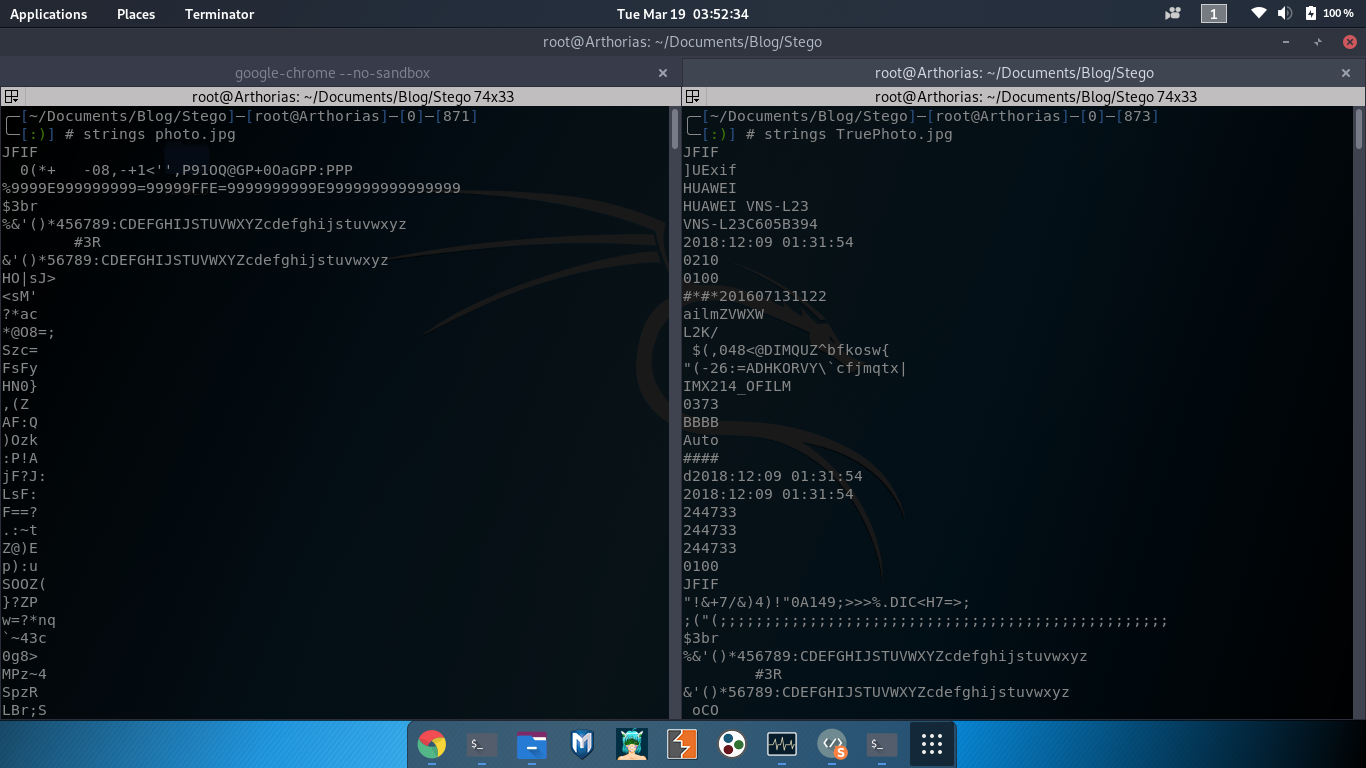 Applications Places Terminator Tue Mar 19 03:52:34 1 100 %
root@Arthorias: ~/Documents/Blog/Stego
google-chrome --no-sandbox × root@Arthorias: ~/Documents/Blog/Stego ×
root@Arthorias: ~/Documents/Blog/Stego 74x33
┌─[~/Documents/Blog/Stego]─[root@Arthorias]─[0]─[871]
└─[:)] # strings photo.jpg
JFIF
  0(*+   -08,-+1<'',P91OQ@GP+0OaGPP:PPP
%9999E999999999=99999FFE=9999999999E999999999999999
$3br
%&'()*456789:CDEFGHIJSTUVWXYZcdefghijstuvwxyz
        #3R
&'()*56789:CDEFGHIJSTUVWXYZcdefghijstuvwxyz
HO|sJ>
<sM'
?*ac
*@O8=;
Szc=
FsFy
HN0}
,(Z
AF:Q
)Ozk
:P!A
jF?J:
LsF:
F==?
.:~t
Z@)E
p):u
SOOZ(
}?ZP
w=?*nq
`~43c
0g8>
MPz~4
SpzR
LBr;S
root@Arthorias: ~/Documents/Blog/Stego 74x33
┌─[~/Documents/Blog/Stego]─[root@Arthorias]─[0]─[873]
└─[:)] # strings TruePhoto.jpg
JFIF
]UExif
HUAWEI
HUAWEI VNS-L23
VNS-L23C605B394
2018:12:09 01:31:54
0210
0100
#*#*201607131122
ailmZVWXW
L2K/
 $(,048<@DIMQUZ^bfkosw{
"(-26:=ADHKORVY\`cfjmqtx|
IMX214_OFILM
0373
BBBB
Auto
####
d2018:12:09 01:31:54
2018:12:09 01:31:54
244733
244733
244733
0100
JFIF
"!&+7/&)4)!"0A149;>>>%.DIC<H7=>;
;("(;;;;;;;;;;;;;;;;;;;;;;;;;;;;;;;;;;;;;;;;;;;;;;;;;;
$3br
%&'()*456789:CDEFGHIJSTUVWXYZcdefghijstuvwxyz
        #3R
&'()*56789:CDEFGHIJSTUVWXYZcdefghijstuvwxyz
 oCO